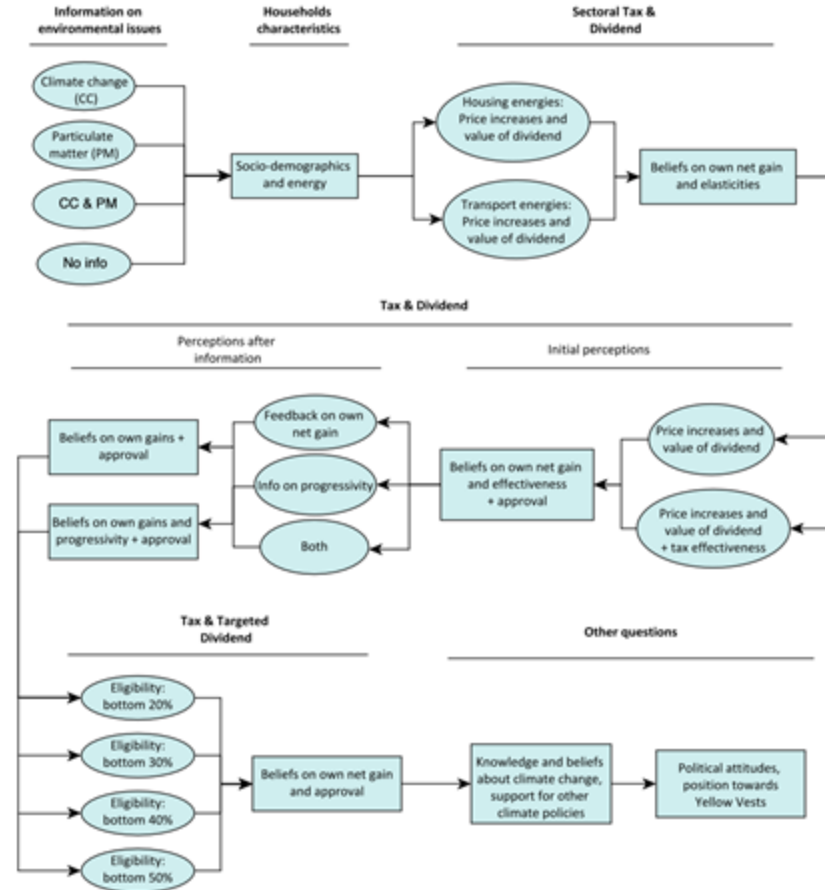 Information on
environmental issues
Households
characteristics
Sectoral Tax &
Dividend
Climate change
(CC)
Particulate
matter (PM)
CC & PM
No info
Socio-demographics
and energy
Housing energies:
Price increases and
value of dividend
Transport energies:
Price increases and
value of dividend
Beliefs on own net gain
and elasticities
Tax & Dividend
Perceptions after
information
Initial perceptions
Beliefs on own gains +
approval
Beliefs on own gains and
progressivity + approval
Feedback on own
net gain
Info on progressivity
Both
Beliefs on own net gain
and effectiveness
+ approval
Price increases and
value of dividend
Price increases and
value of dividend
+ tax effectiveness
Tax & Targeted
Dividend
Other questions
Eligibility:
bottom 20%
Eligibility:
bottom 30%
Eligibility:
bottom 40%
Eligibility:
bottom 50%
Beliefs on own net gain
and approval
Knowledge and beliefs
about climate change,
support for other
climate policies
Political attitudes,
position towards
Yellow Vests